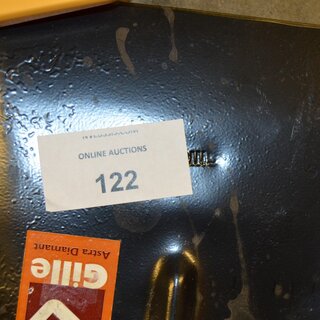 ONLINE AUCTIONS
122
Astra Diamant
Gille